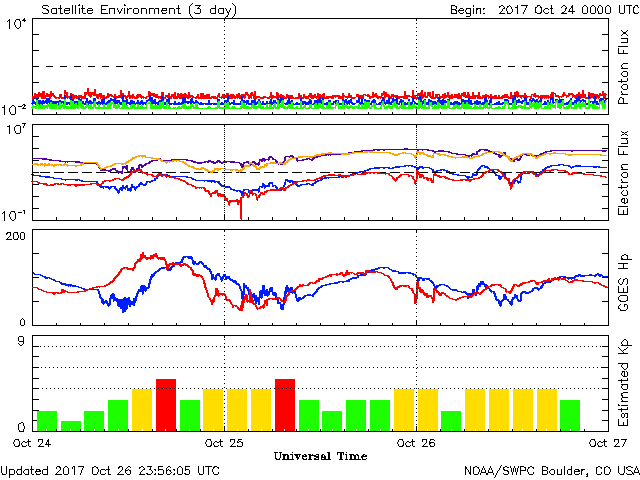 Satellite Environment (3 day) Begin: 2017 Oct 24 0000 UTC
10⁴
10⁻²
Proton Flux
10⁷
10⁻¹
Electron Flux
200
0
GOES Hp
9
0
Estimated Kp
Oct 24 Oct 25 Oct 26 Oct 27
Universal Time
Updated 2017 Oct 26 23:56:05 UTC NOAA/SWPC Boulder, CO USA